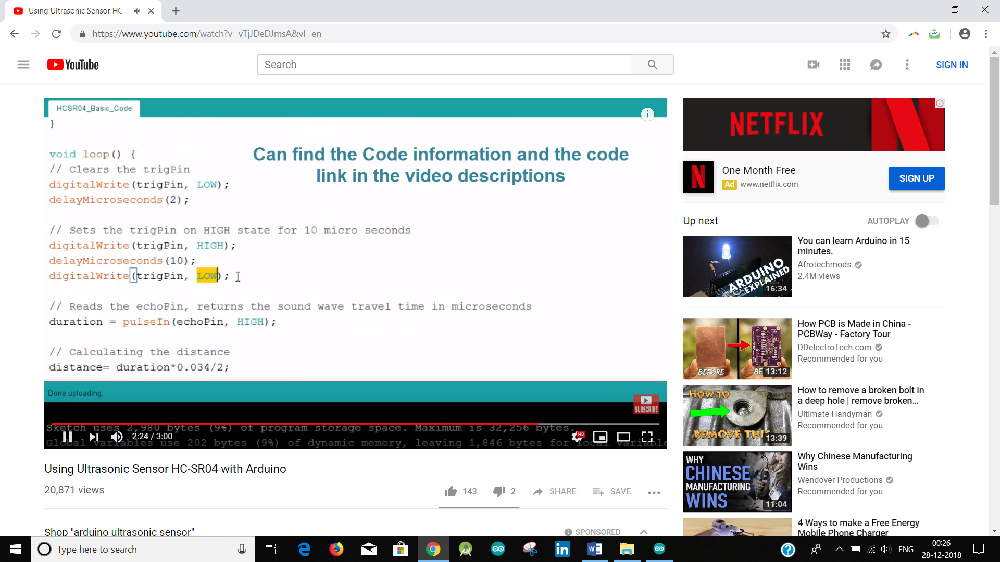 Using Ultrasonic Sensor HC-S
https://www.youtube.com/watch?v=vTjJDeDJmsA&vl=en
YouTube
Search
SIGN IN
HCSR04_Basic_Code
}
void loop() {
// Clears the trigPin
digitalWrite(trigPin, LOW);
delayMicroseconds(2);
Can find the Code information and the code
link in the video descriptions
// Sets the trigPin on HIGH state for 10 micro seconds
digitalWrite(trigPin, HIGH);
delayMicroseconds(10);
digitalWrite(trigPin, LOW);
// Reads the echoPin, returns the sound wave travel time in microseconds
duration = pulseIn(echoPin, HIGH);
// Calculating the distance
distance= duration*0.034/2;
Done uploading.
SUBSCRIBE
Sketch uses 2,980 bytes (9%) of program storage space. Maximum is 32,256 bytes.
Global variables use 202 bytes (9%) of dynamic memory, leaving 1,846 bytes for local variable
2:24 / 3:00
HD
Using Ultrasonic Sensor HC-SR04 with Arduino
20,871 views
143
2
SHARE
SAVE
Shop "arduino ultrasonic sensor"
SPONSORED
NETFLIX
N
One Month Free
Ad www.netflix.com
SIGN UP
Up next
AUTOPLAY
ARDUINO
EXPLAINED
16:34
You can learn Arduino in 15
minutes.
Afrotechmods
2.4M views
BEFORE
AF
13:12
How PCB is Made in China -
PCBWay - Factory Tour
DDelectroTech.com
Recommended for you
HOW TO
REMOVE THIS
13:39
How to remove a broken bolt in
a deep hole | remove broken...
Ultimate Handyman
Recommended for you
WHY
CHINESE
MANUFACTURING
WINS
11:04
Why Chinese Manufacturing
Wins
Wendover Productions
Recommended for you
4 Ways to make a Free Energy
Mobile Phone Charger
Type here to search
ENG
00:26
28-12-2018